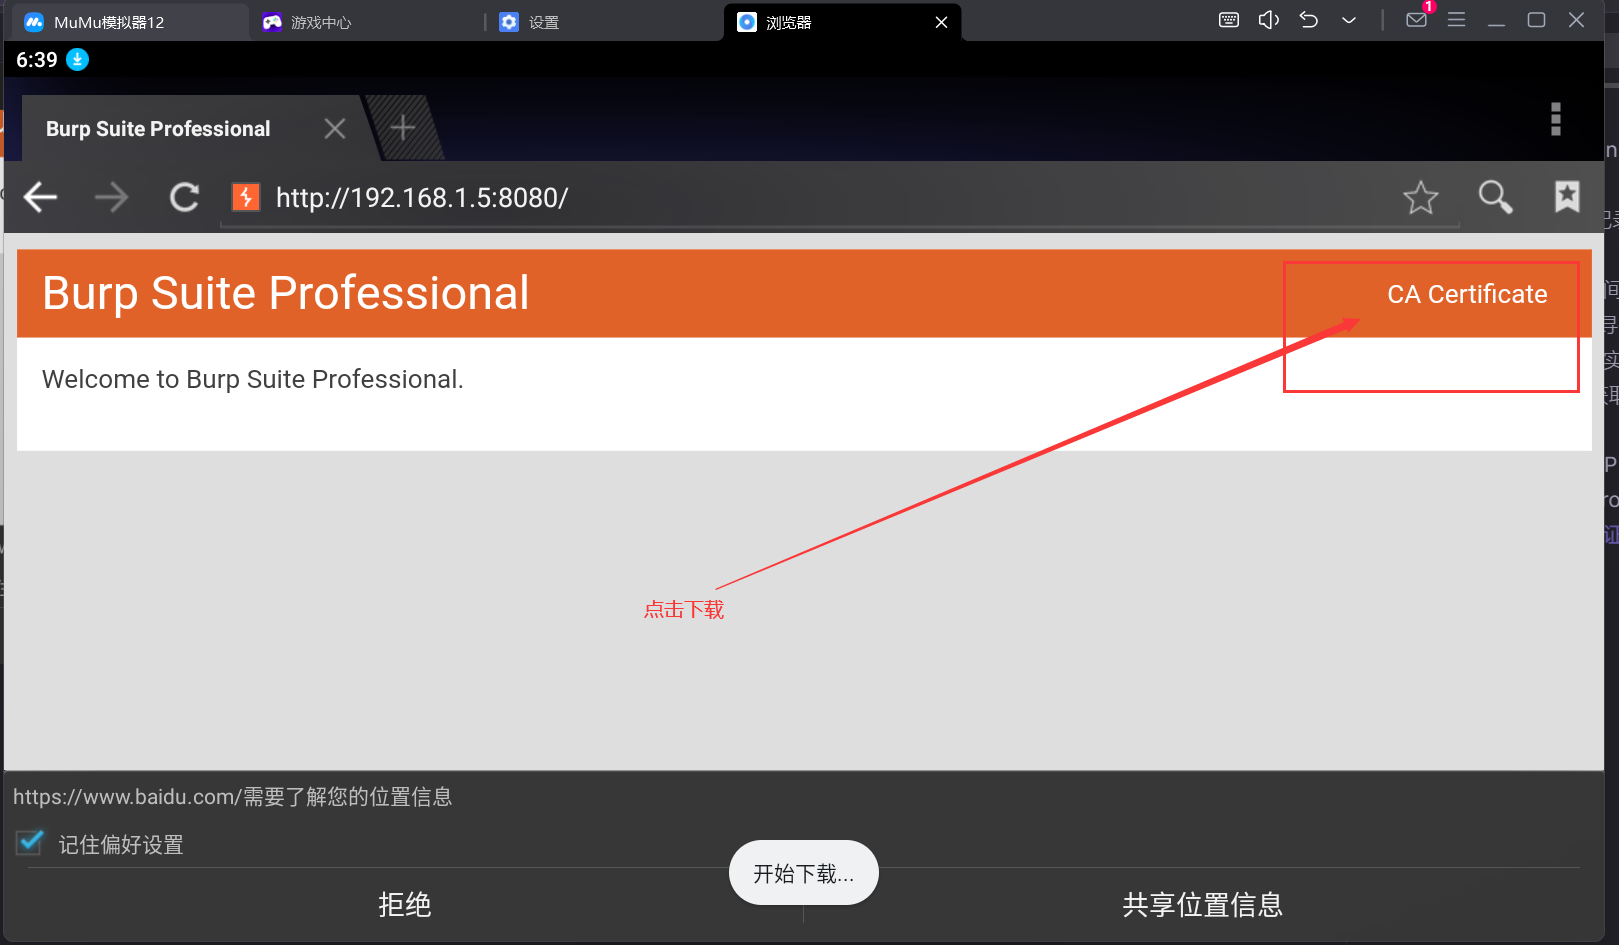 MuMu模拟器12
游戏中心
设置
浏览器
1
6:39
Burp Suite Professional
http://192.168.1.5:8080/
Burp Suite Professional
CA Certificate
Welcome to Burp Suite Professional.
点击下载
https://www.baidu.com/需要了解您的位置信息
记住偏好设置
开始下载...
拒绝
共享位置信息